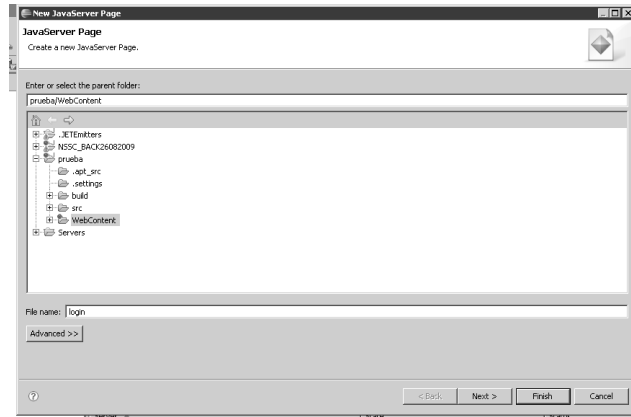 New JavaServer Page
JavaServer Page
Create a new JavaServer Page.
Enter or select the parent folder:
prueba/WebContent
.JETEmitters
NSSC_BACK26082009
prueba
.apt_src
.settings
build
src
WebContent
Servers
File name: login
Advanced >>
< Back Next > Finish Cancel